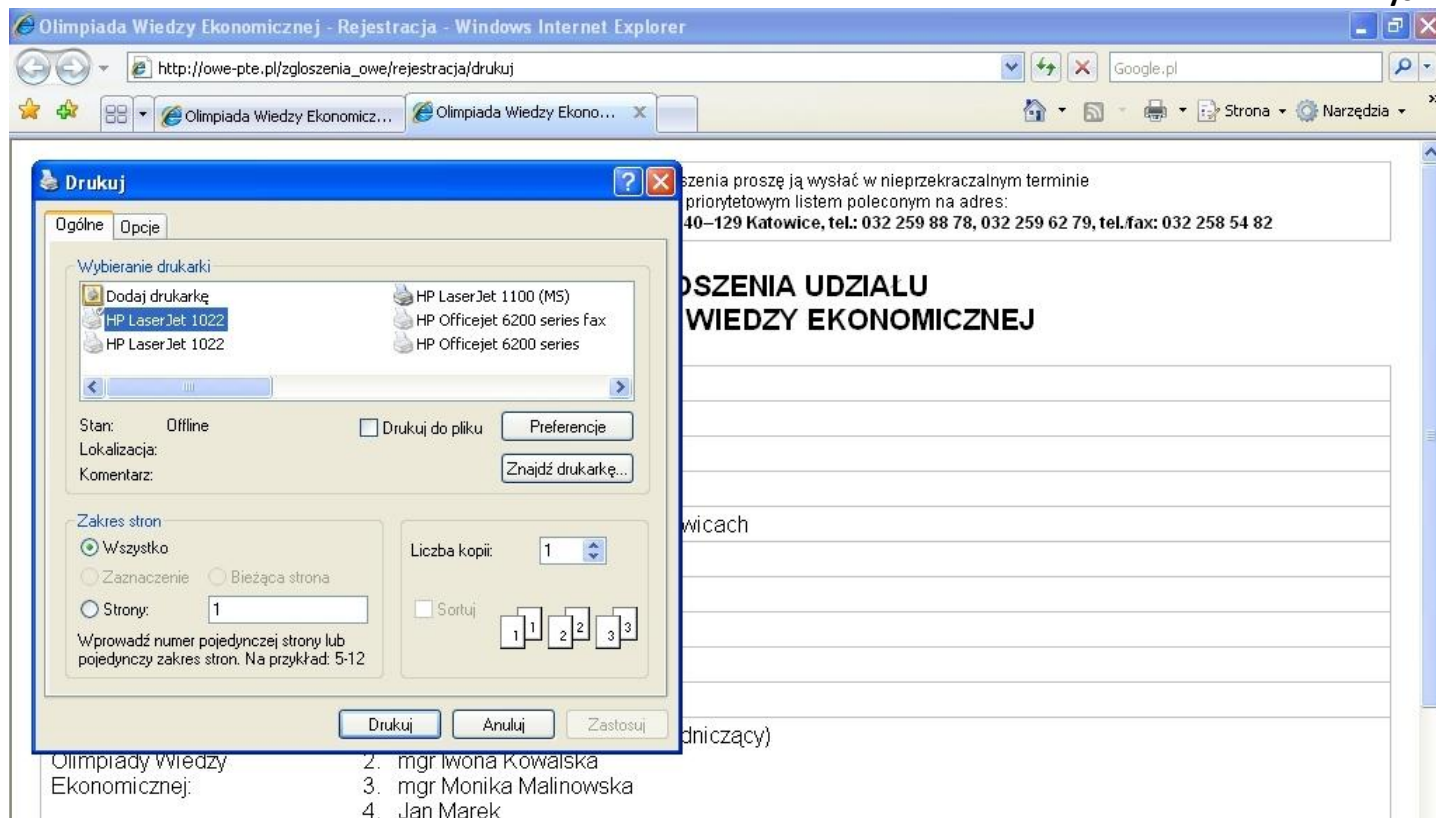 Olimpiada Wiedzy Ekonomicznej - Rejestracja - Windows Internet Explorer
http://owe-pte.pl/zgloszenia_owe/rejestracja/drukuj
Google.pl
Olimpiada Wiedzy Ekonomicz...
Olimpiada Wiedzy Ekono...
Strona
Narzędzia
szenia proszę ją wysłać w nieprzekraczalnym terminie
priorytetowym listem poleconym na adres:
40–129 Katowice, tel.: 032 259 88 78, 032 259 62 79, tel./fax: 032 258 54 82
OSZENIA UDZIAŁU
WIEDZY EKONOMICZNEJ
Drukuj
Ogólne
Opcje
Wybieranie drukarki
Dodaj drukarkę
HP LaserJet 1100 (MS)
HP LaserJet 1022
HP Officejet 6200 series fax
HP LaserJet 1022
HP Officejet 6200 series
Stan: Offline
Drukuj do pliku
Preferencje
Lokalizacja:
Komentarz:
Znajdź drukarkę...
Zakres stron
Wszystko
Zaznaczenie
Bieżąca strona
Strony: 1
Wprowadź numer pojedynczej strony lub
pojedynczy zakres stron. Na przykład: 5-12
Liczba kopii: 1
Sortuj
1 1 2 2 3 3
Drukuj
Anuluj
Zastosuj
wicach
dniczący)
Olimpiady Wiedzy
Ekonomicznej:
2. mgr Iwona Kowalska
3. mgr Monika Malinowska
4. Jan Marek